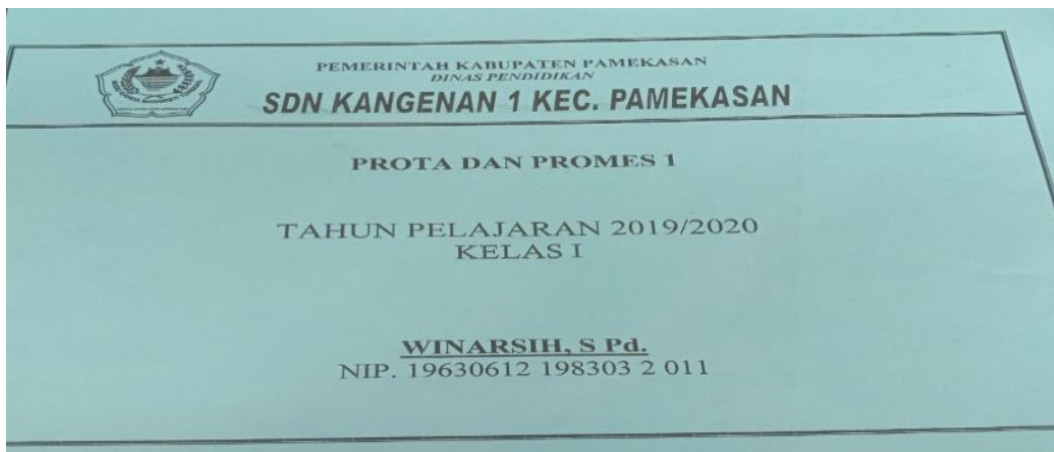 PEMERINTAH KABUPATEN PAMEKASAN
DINAS PENDIDIKAN
SDN KANGENAN 1 KEC. PAMEKASAN
PROTA DAN PROMES 1
TAHUN PELAJARAN 2019/2020
KELAS I
WINARSIH, S Pd.
NIP. 19630612 198303 2 011